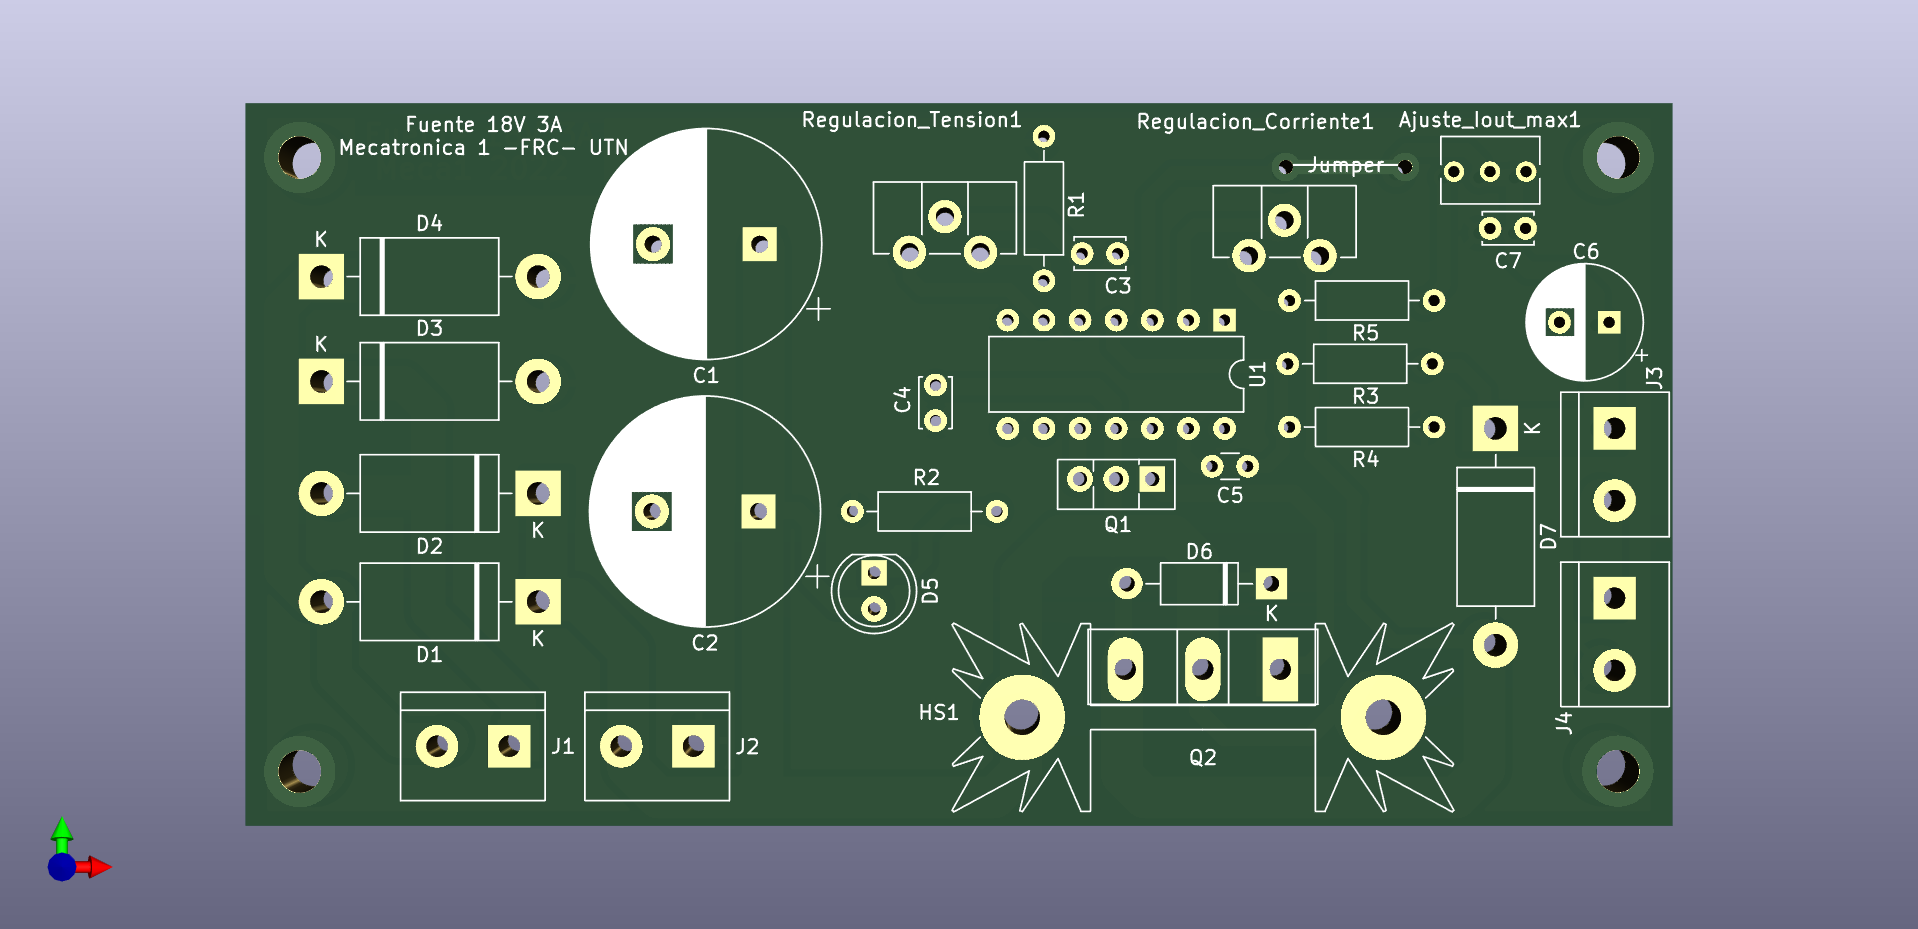 Fuente 18V 3A
Mecatronica 1 -FRC- UTN
Regulacion_Tension1
Regulacion_Corriente1
Ajuste_Iout_max1
Jumper
R1
D4
K
C3
C7
C6
D3
K
R5
C1
U1
J3
C4
R3
K
R4
R2
C5
Q1
D2
K
D7
D6
D5
K
D1
K
C2
HS1
J4
J1
J2
Q2
+
+
+